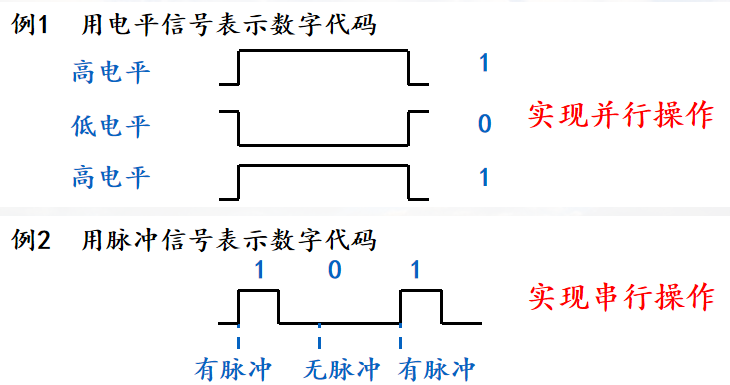 例1 用电平信号表示数字代码
高电平 1
低电平 0 实现并行操作
高电平 1
例2 用脉冲信号表示数字代码
1 0 1
实现串行操作
有脉冲 无脉冲 有脉冲